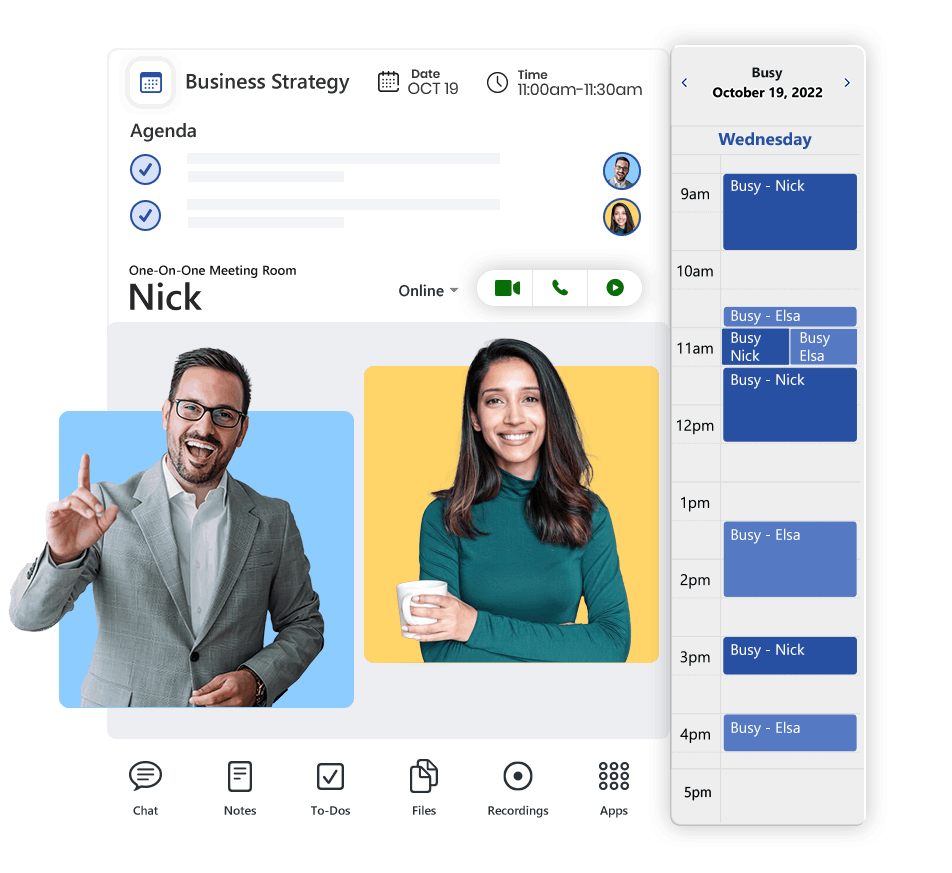 Business Strategy
Date
OCT 19
Time
11:00am-11:30am
Agenda
One-On-One Meeting Room
Nick
Online
Chat
Notes
To-Dos
Files
Recordings
Apps
Busy
October 19, 2022
Wednesday
9am
Busy - Nick
10am
Busy - Elsa
11am
Busy
Nick
Busy
Elsa
Busy - Nick
12pm
1pm
Busy - Elsa
2pm
3pm
Busy - Nick
4pm
Busy - Elsa
5pm